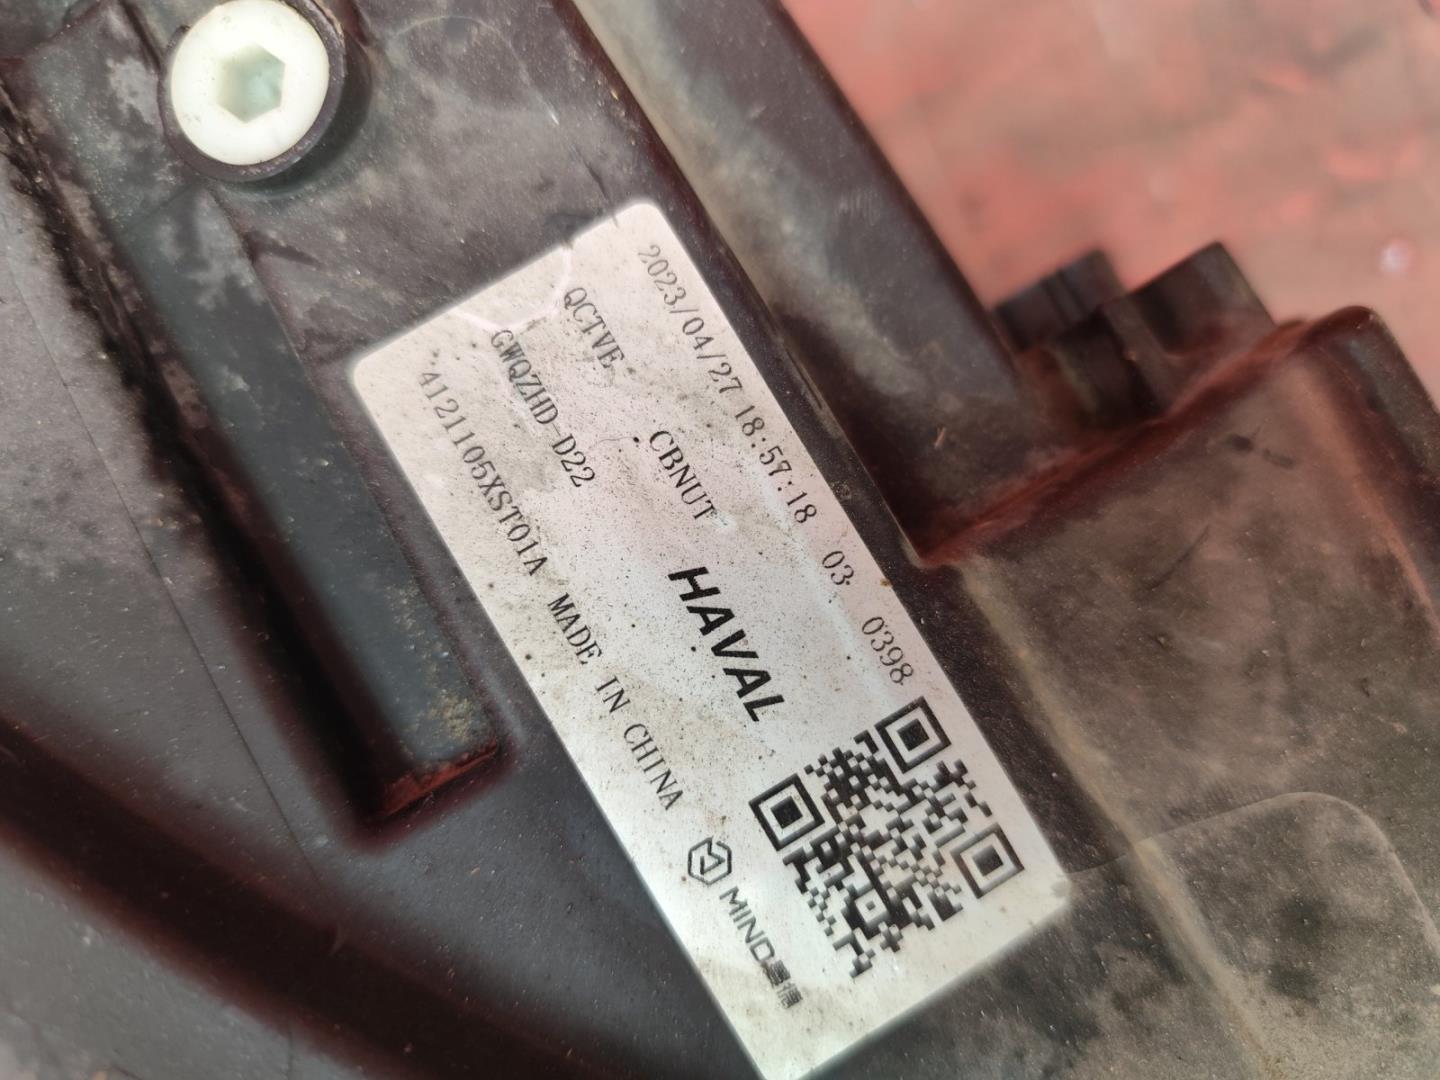 2023/04/27 18:57:18 03 0398
QCTVE CBNUT
GWQZHD-D22 HAVAL
4121105XST01A MADE IN CHINA
MIND